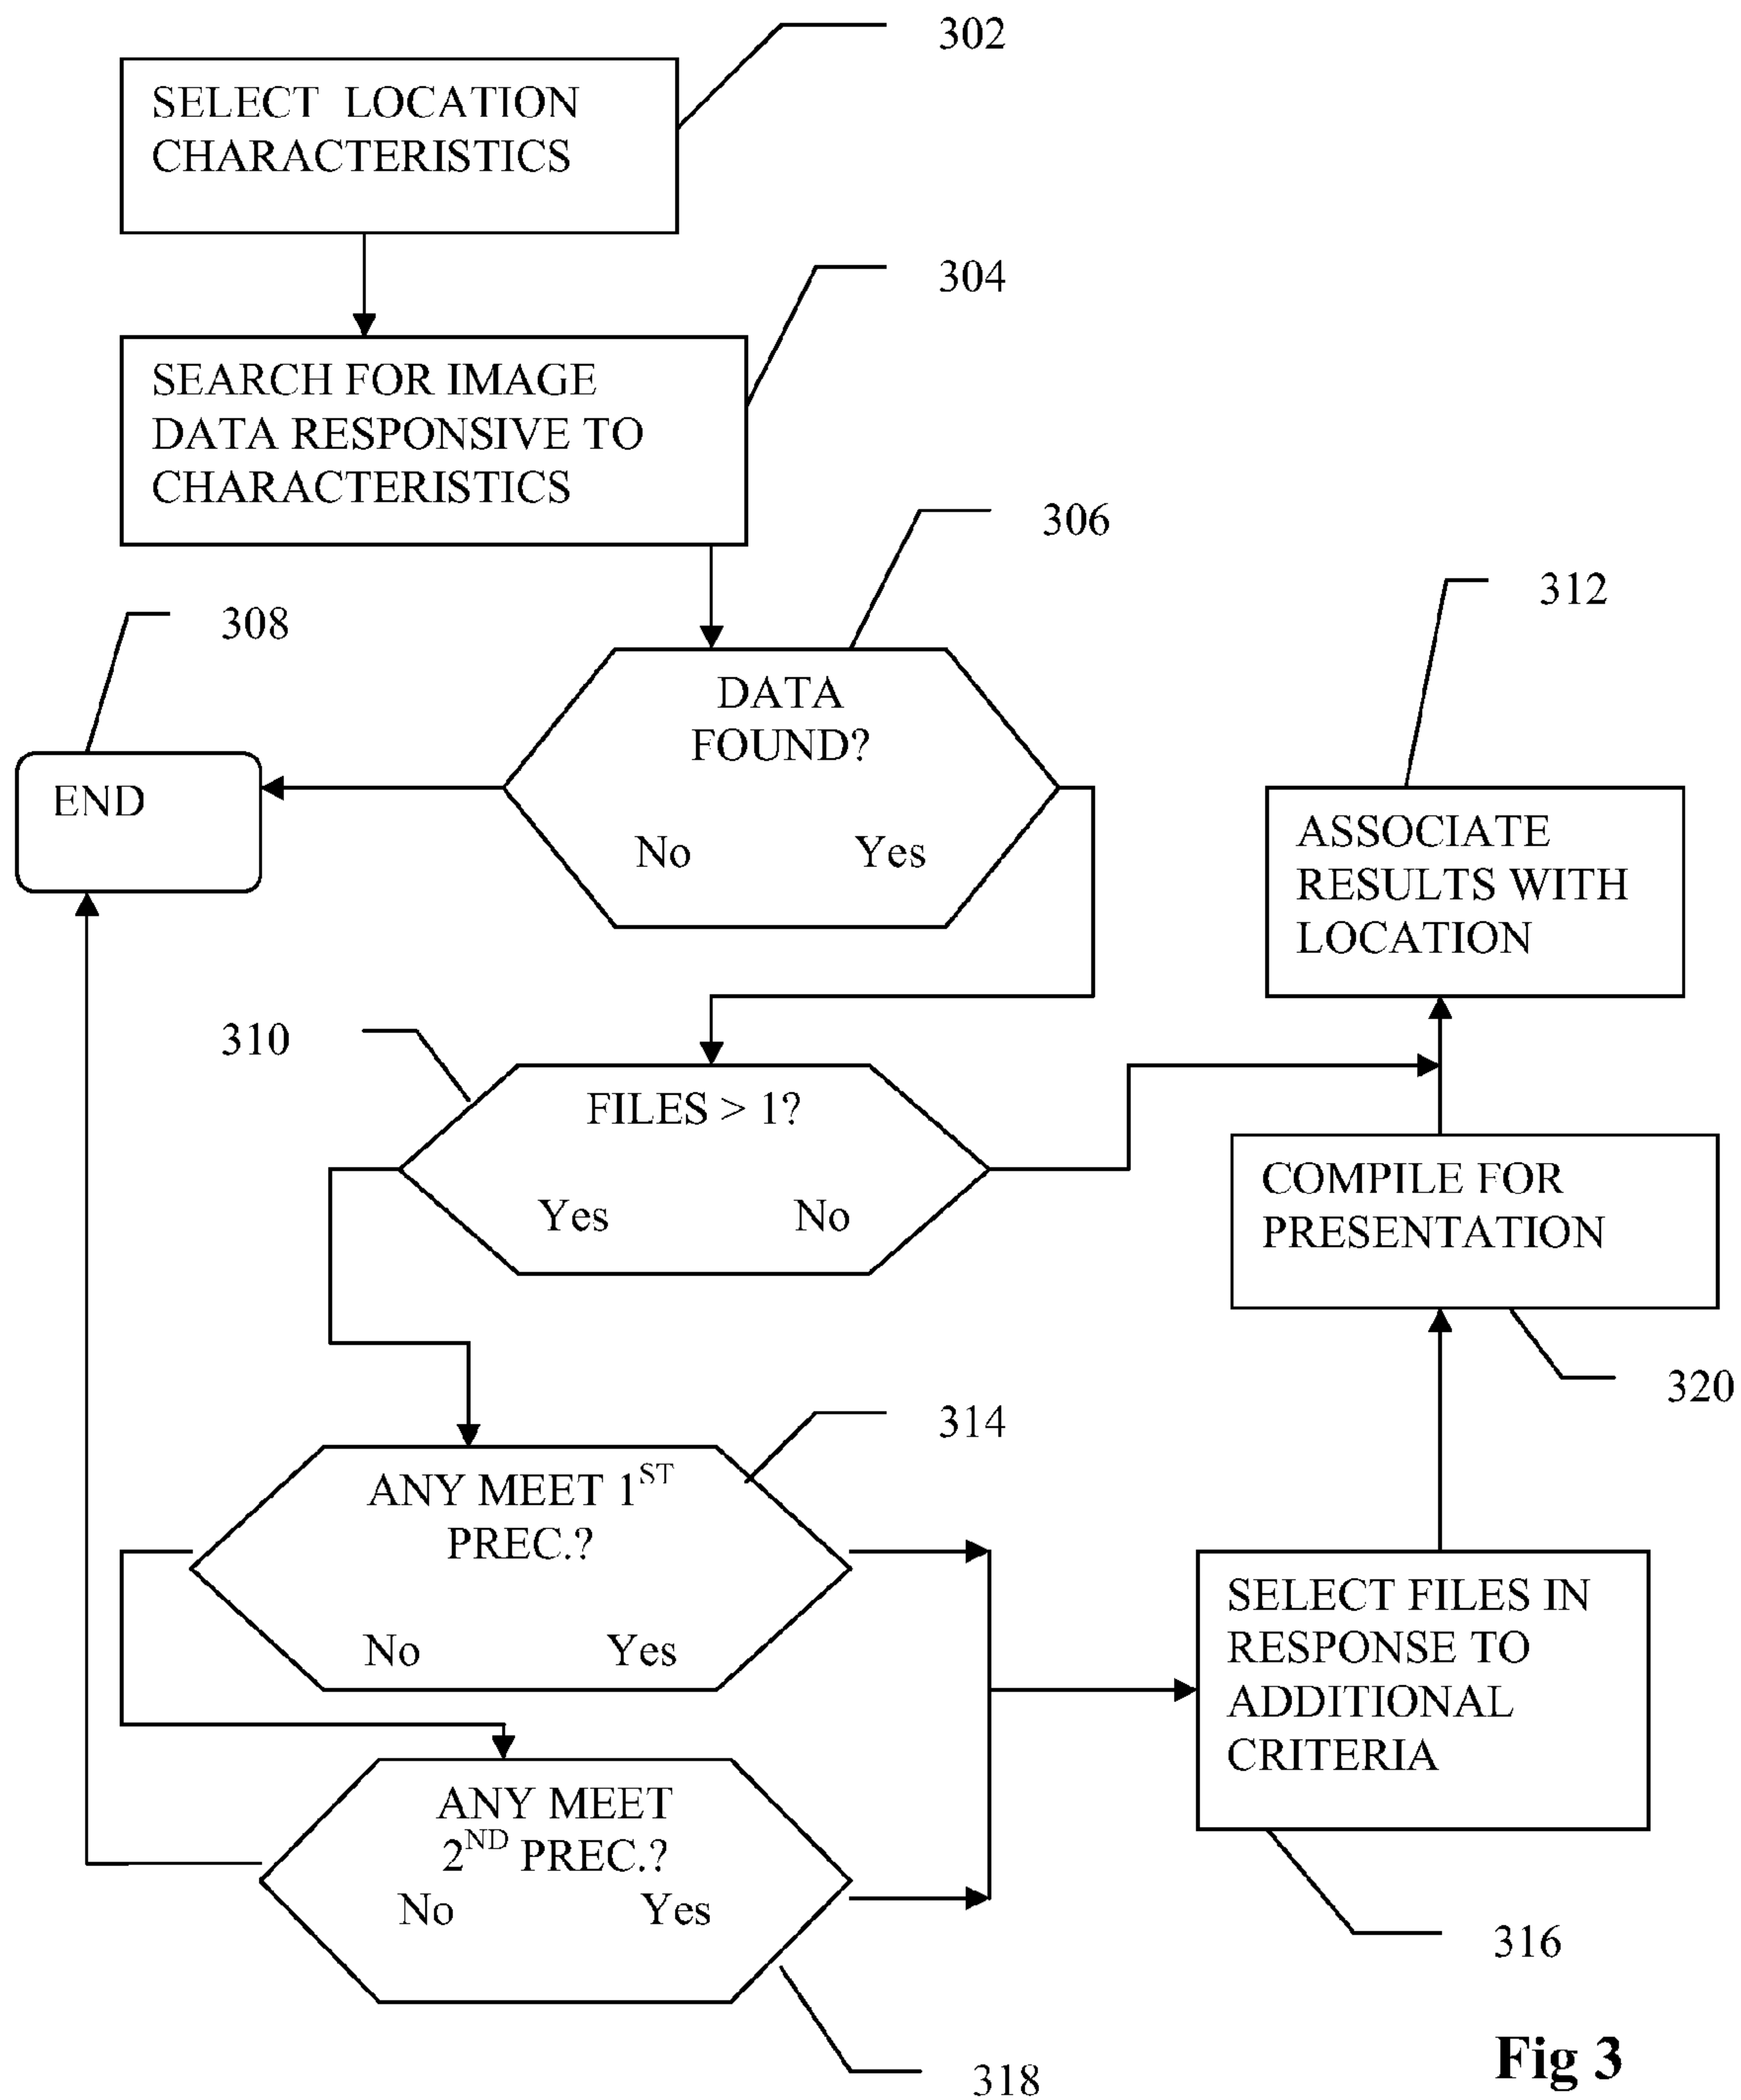 302
SELECT LOCATION
CHARACTERISTICS
304
SEARCH FOR IMAGE
DATA RESPONSIVE TO
CHARACTERISTICS
306
312
308
DATA
FOUND?
No Yes
END
ASSOCIATE
RESULTS WITH
LOCATION
310
FILES > 1?
Yes No
COMPILE FOR
PRESENTATION
320
314
ANY MEET 1ST
PREC.?
No Yes
SELECT FILES IN
RESPONSE TO
ADDITIONAL
CRITERIA
ANY MEET
2ND PREC.?
No Yes
316
318
Fig 3